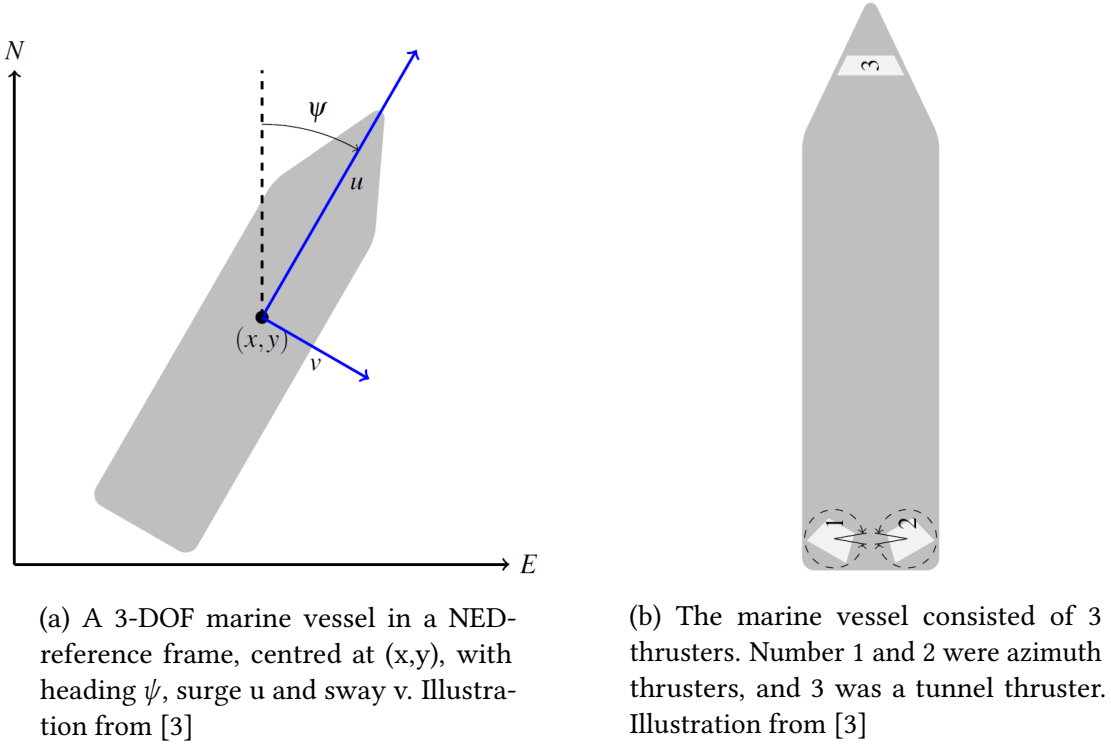 N
ψ
u
(x,y)
v
E
3
1
2
(a) A 3-DOF marine vessel in a NED-
reference frame, centred at (x,y), with
heading ψ, surge u and sway v. Illustra-
tion from [3]
(b) The marine vessel consisted of 3
thrusters. Number 1 and 2 were azimuth
thrusters, and 3 was a tunnel thruster.
Illustration from [3]